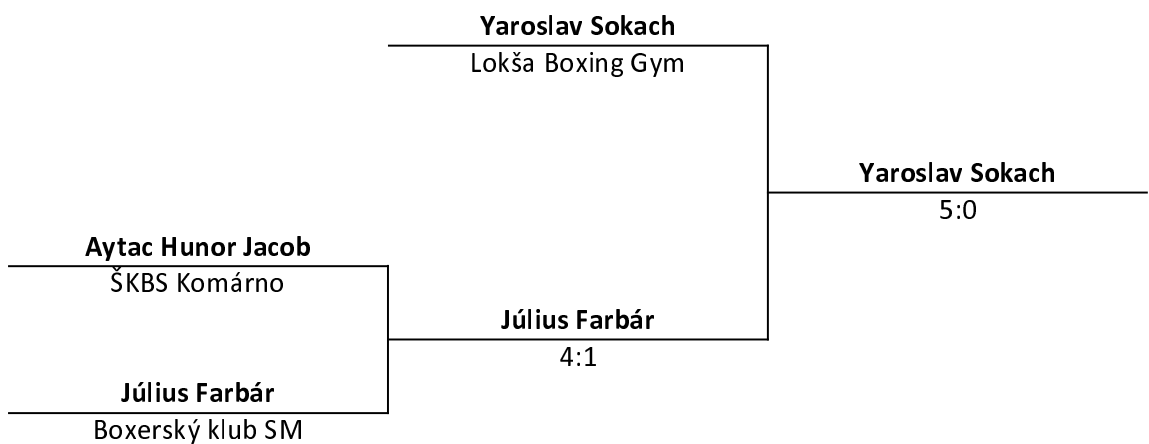 Yaroslav Sokach
Lokša Boxing Gym
Yaroslav Sokach
5:0
Aytac Hunor Jacob
ŠKBS Komárno
Július Farbár
4:1
Július Farbár
Boxerský klub SM